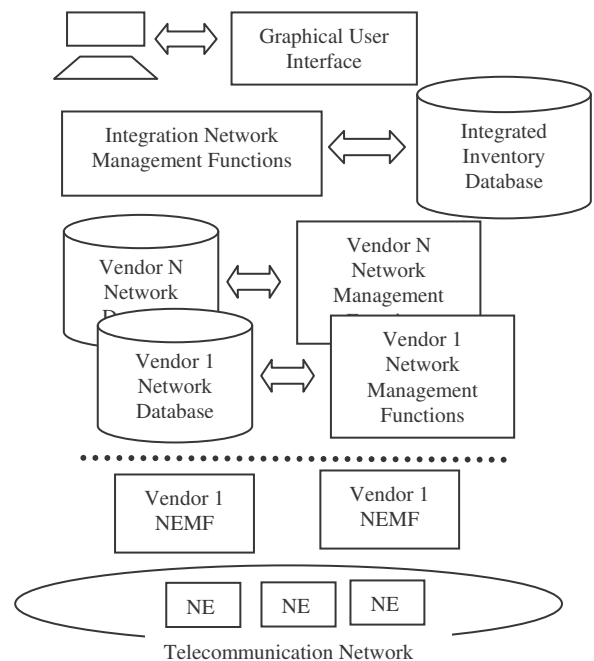 Graphical User
Interface
Integration Network
Management Functions
Integrated
Inventory
Database
Vendor N
Network
Vendor N
Network
Management
Vendor 1
Network
Database
Vendor 1
Network
Management
Functions
Vendor 1
NEMF
Vendor 1
NEMF
NE
NE
NE
Telecommunication Network